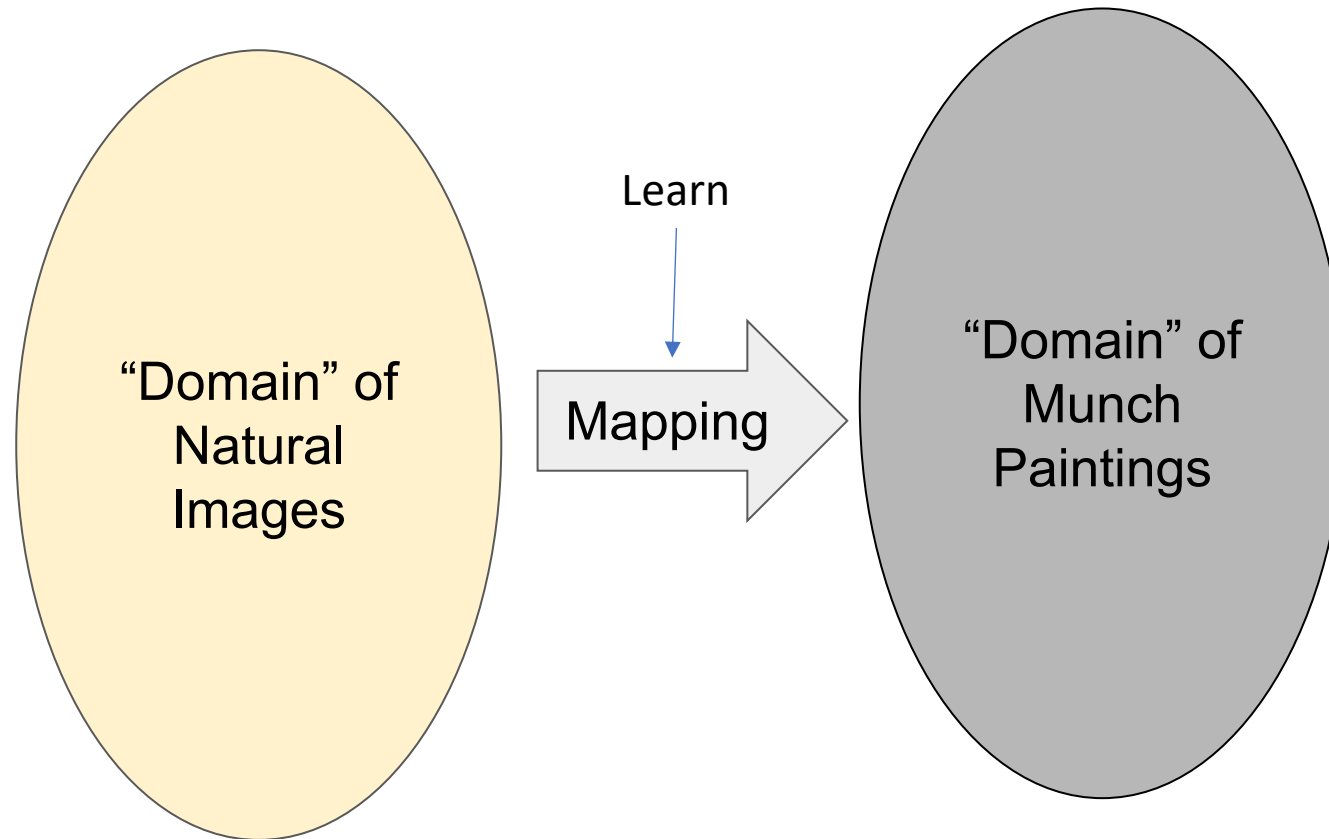 “Domain” of
Natural
Images
Learn
Mapping
“Domain” of
Munch
Paintings